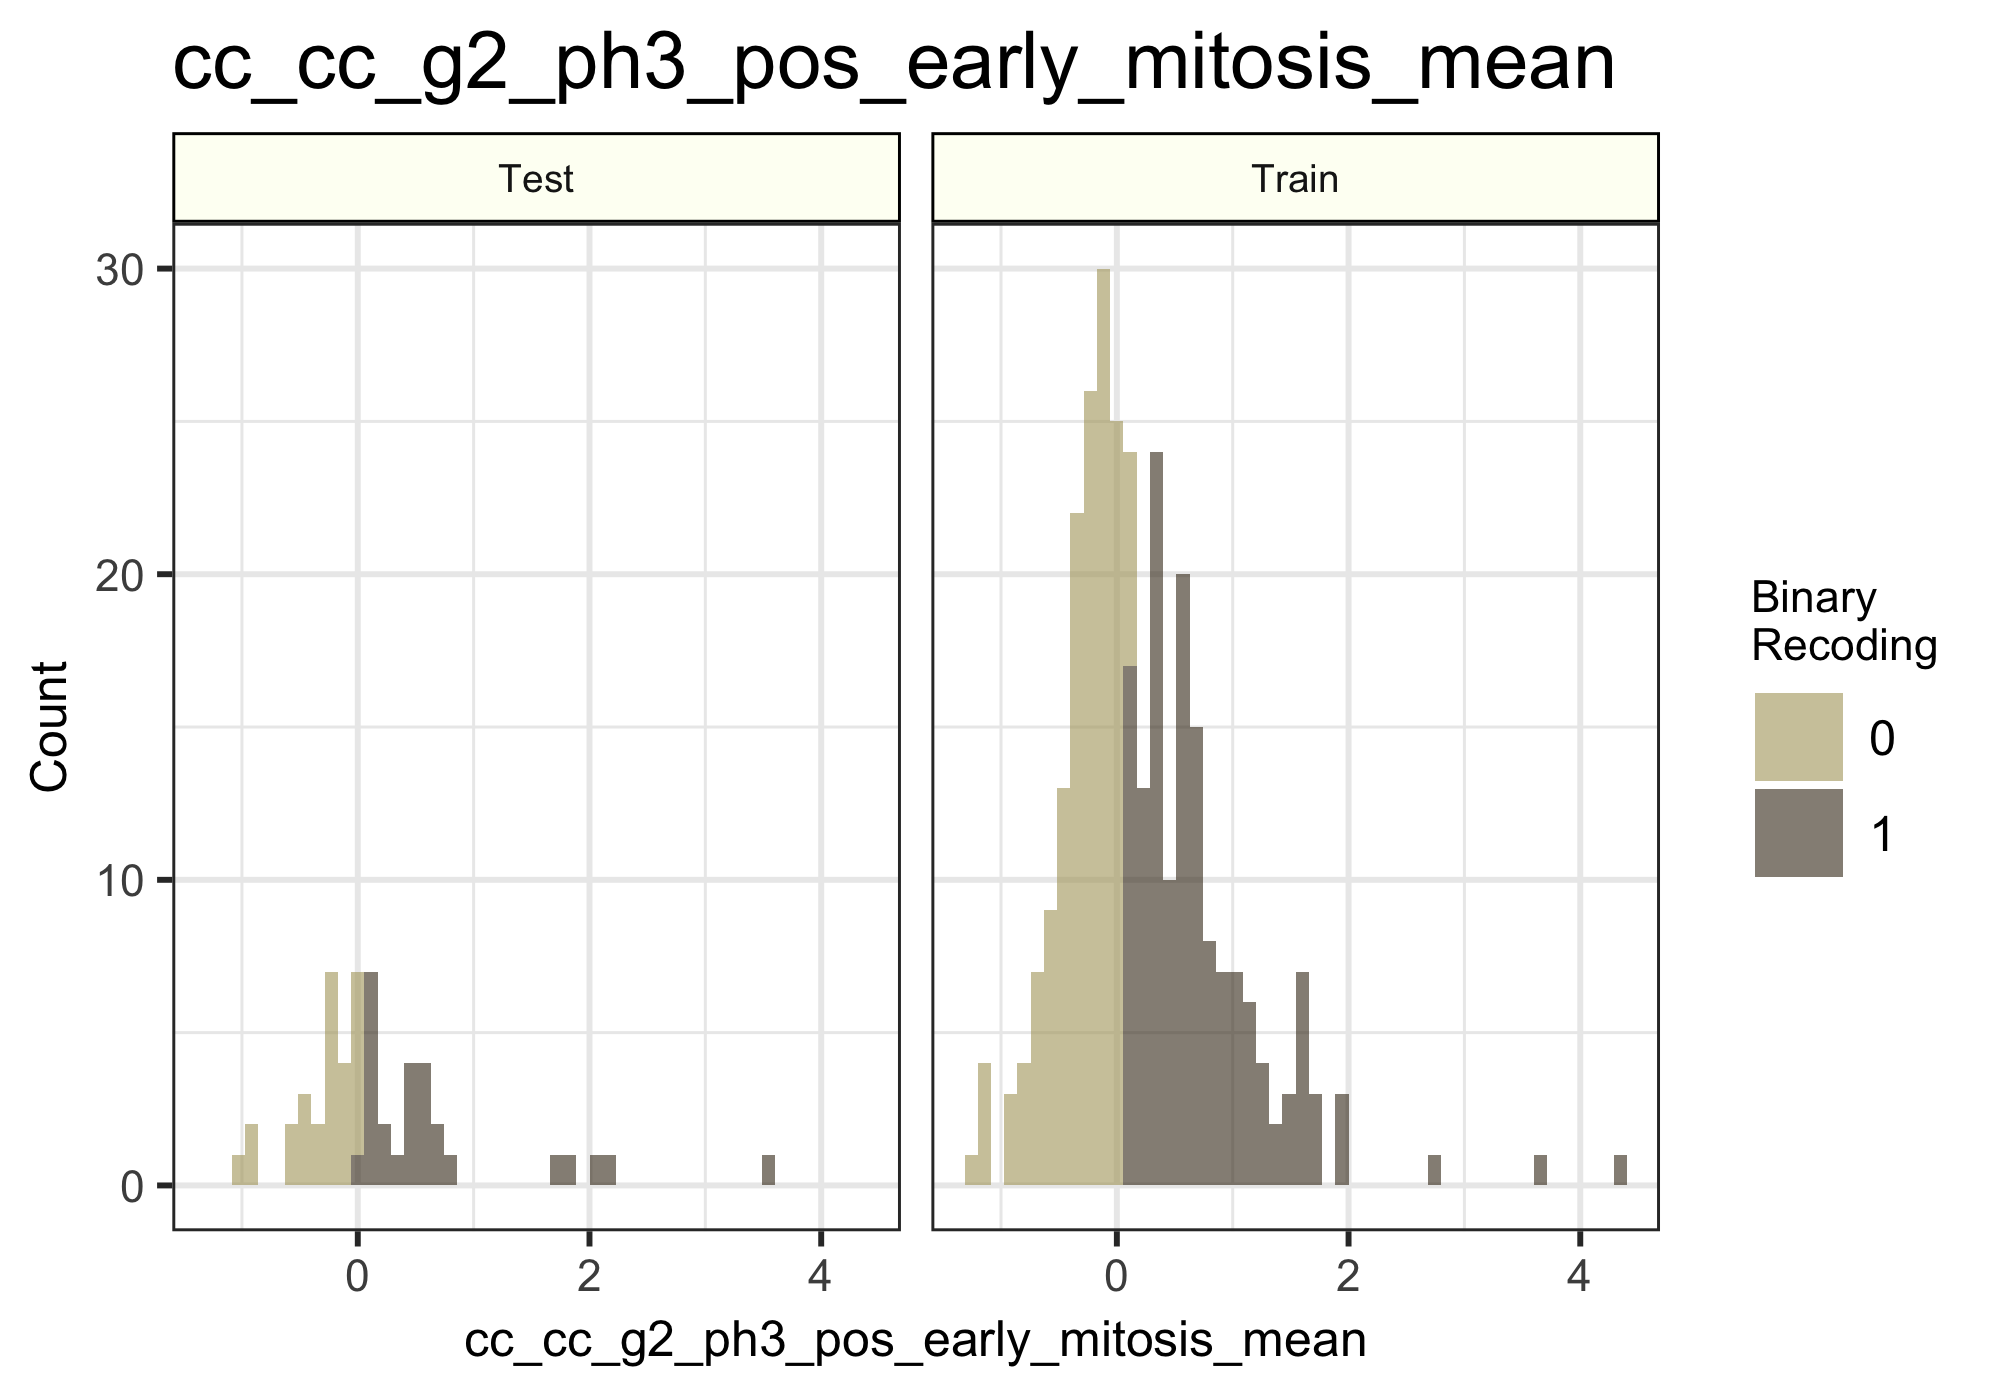 cc_cc_g2_ph3_pos_early_mitosis_mean
Test
Train
30
20
10
0
Count
0
2
4
0
2
4
cc_cc_g2_ph3_pos_early_mitosis_mean
Binary
Recoding
0
1